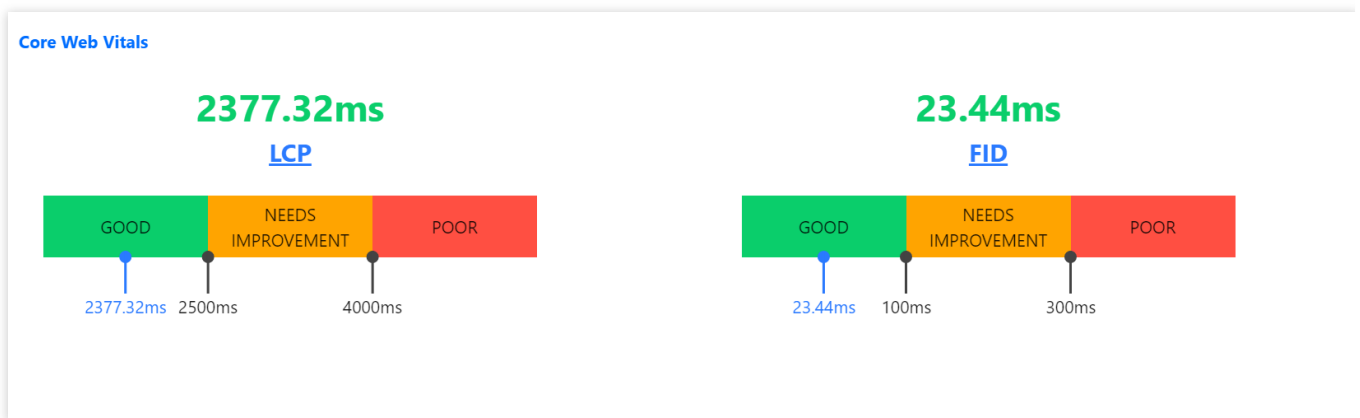 Core Web Vitals
2377.32ms
LCP
GOOD
NEEDS
IMPROVEMENT
POOR
2377.32ms
2500ms
4000ms
23.44ms
FID
GOOD
NEEDS
IMPROVEMENT
POOR
23.44ms
100ms
300ms